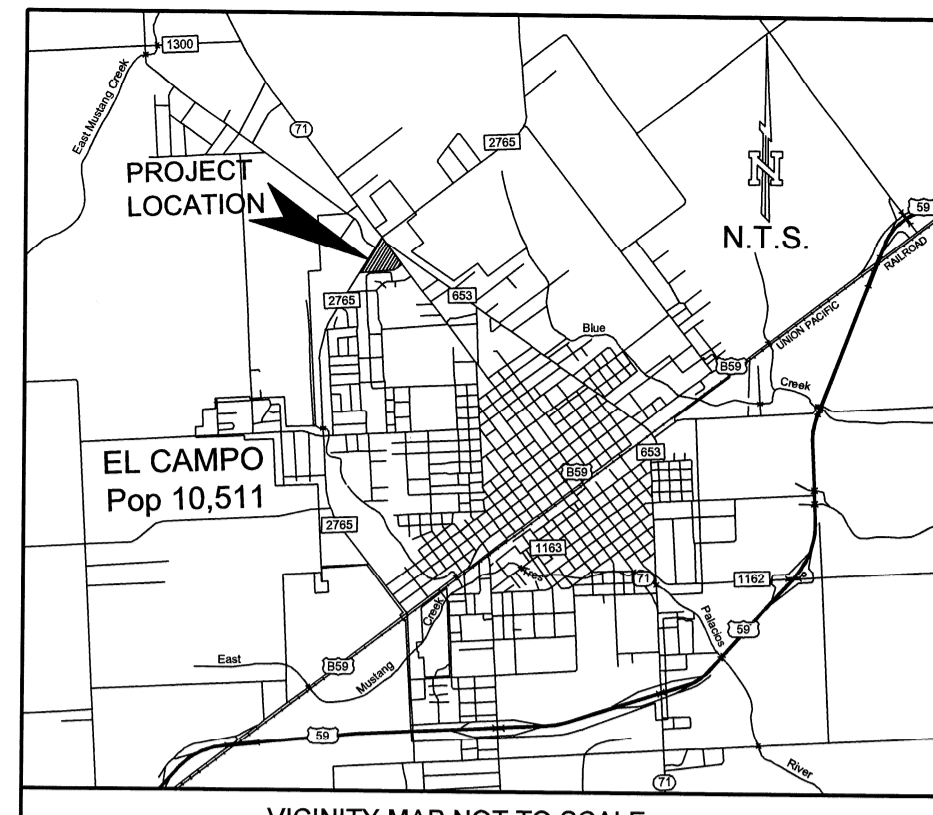 1300
East Mustang Creek
71
2765
PROJECT
LOCATION
N
N.T.S.
59
RAILROAD
UNION PACIFIC
2765
653
Blue
B59
Creek
EL CAMPO
Pop 10,511
653
B59
2765
1163
Tres
71
1162
Palacios
59
Creek
East
B59
Mustang
59
River
71
VICINITY MAP NOT TO SCALE